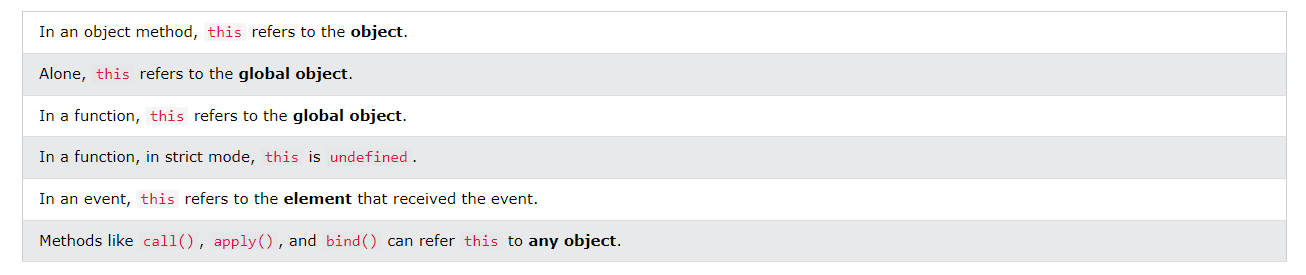 In an object method, this refers to the object.
Alone, this refers to the global object.
In a function, this refers to the global object.
In a function, in strict mode, this is undefined.
In an event, this refers to the element that received the event.
Methods like call(), apply(), and bind() can refer this to any object.